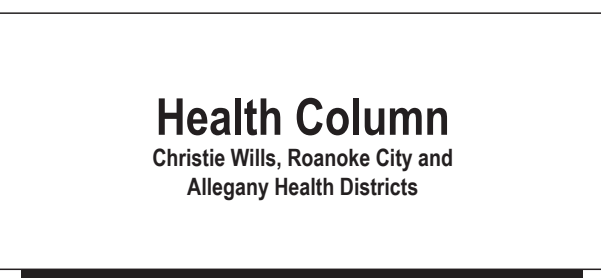 Health Column
Christie Wills, Roanoke City and
Allegany Health Districts